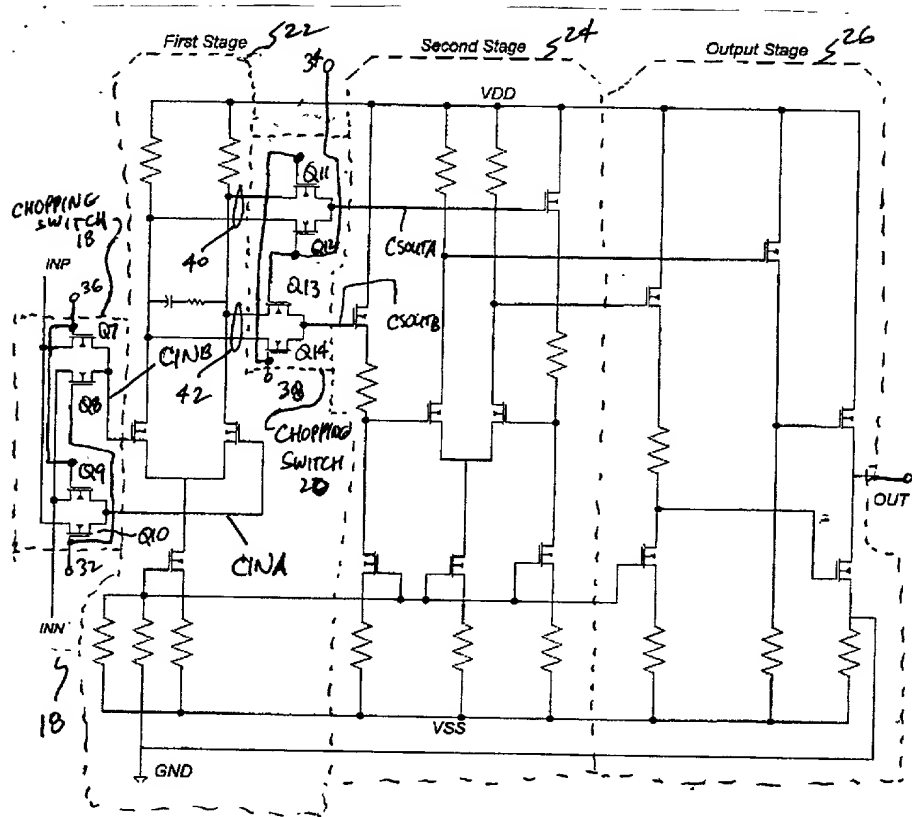 First Stage
22
Second Stage
24
Output Stage
26
34
VDD
Q11
CHOPPING
SWITCH
18
Q12
CSOUTA
40
INP
36
Q13
Q7
CSOUTB
CINB
Q14
42
Q8
38
CHOPPING
SWITCH
20
Q9
OUT
Q10
CINA
32
INN
18
VSS
GND